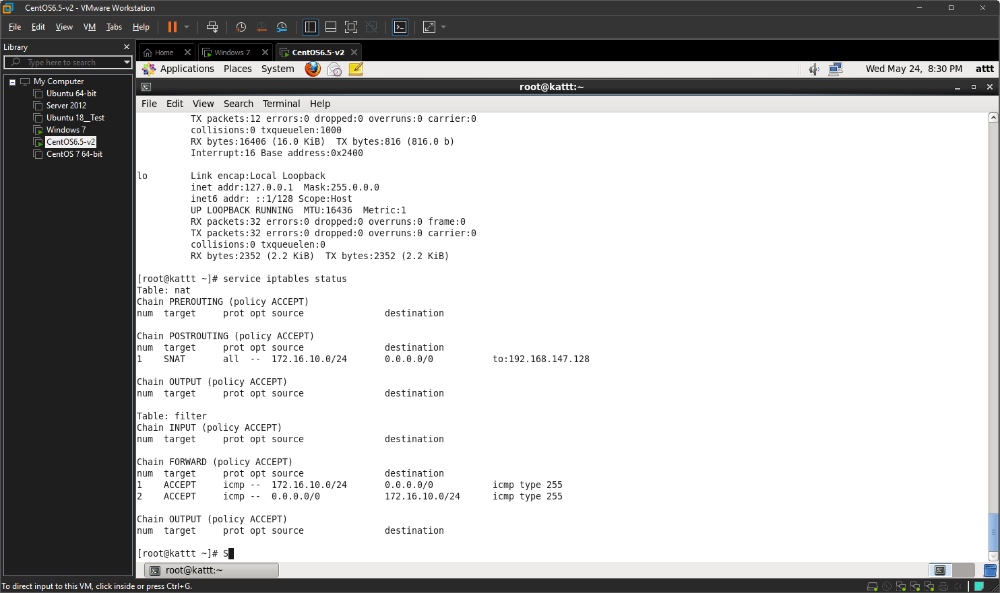 CentOS6.5-v2 - VMware Workstation
File Edit View VM Tabs Help
Library
Type here to search
My Computer
Ubuntu 64-bit
Server 2012
Ubuntu 18__Test
Windows 7
CentOS6.5-v2
CentOS 7 64-bit
Home Windows 7 CentOS6.5-v2
Applications Places System Wed May 24, 8:30 PM attt
root@kattt:~
File Edit View Search Terminal Help
TX packets:12 errors:0 dropped:0 overruns:0 carrier:0
collisions:0 txqueuelen:1000
RX bytes:16406 (16.0 KiB)  TX bytes:816 (816.0 b)
Interrupt:16 Base address:0x2400
lo        Link encap:Local Loopback
inet addr:127.0.0.1  Mask:255.0.0.0
inet6 addr: ::1/128 Scope:Host
UP LOOPBACK RUNNING  MTU:16436  Metric:1
RX packets:32 errors:0 dropped:0 overruns:0 frame:0
TX packets:32 errors:0 dropped:0 overruns:0 carrier:0
collisions:0 txqueuelen:0
RX bytes:2352 (2.2 KiB)  TX bytes:2352 (2.2 KiB)
[root@kattt ~]# service iptables status
Table: nat
Chain PREROUTING (policy ACCEPT)
num  target     prot opt source               destination
Chain POSTROUTING (policy ACCEPT)
num  target     prot opt source               destination
1    SNAT       all  --  172.16.10.0/24       0.0.0.0/0           to:192.168.147.128
Chain OUTPUT (policy ACCEPT)
num  target     prot opt source               destination
Table: filter
Chain INPUT (policy ACCEPT)
num  target     prot opt source               destination
Chain FORWARD (policy ACCEPT)
num  target     prot opt source               destination
1    ACCEPT     icmp --  172.16.10.0/24       0.0.0.0/0           icmp type 255
2    ACCEPT     icmp --  0.0.0.0/0            172.16.10.0/24      icmp type 255
Chain OUTPUT (policy ACCEPT)
num  target     prot opt source               destination
[root@kattt ~]# S
root@kattt:~
To direct input to this VM, click inside or press Ctrl+G.